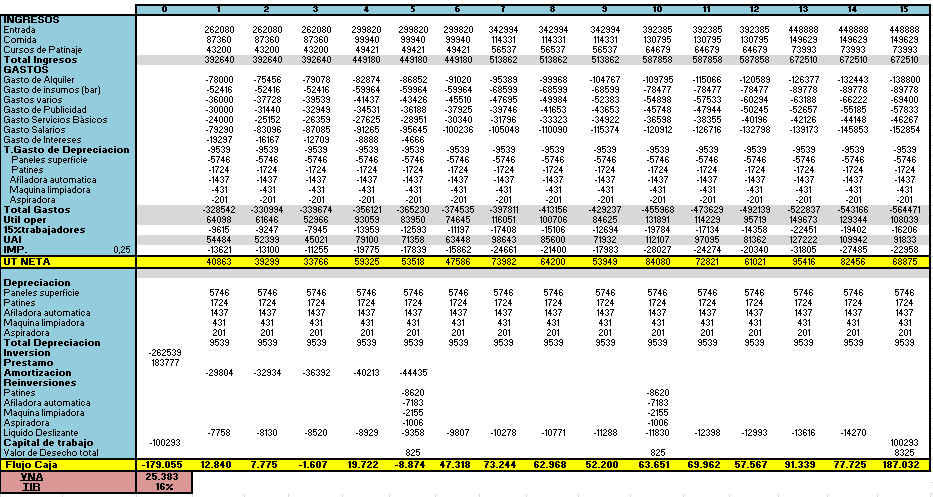 0 1 2 3 4 5 6 7 8 9 10 11 12 13 14 15
INGRESOS
Entrada 262080 262080 262080 299820 299820 299820 342994 342994 342994 392385 392385 392385 448888 448888 448888
Comida 87360 87360 87360 99940 99940 99940 114331 114331 114331 130795 130795 130795 149629 149629 149629
Cursos de Patinaje 43200 43200 43200 49421 49421 49421 56537 56537 56537 64679 64679 64679 73993 73993 73993
Total Ingresos 392640 392640 392640 449180 449180 449180 513862 513862 513862 587858 587858 587858 672510 672510 672510
GASTOS
Gasto de Alquiler -78000 -75456 -79078 -82874 -86852 -91020 -95389 -99968 -104767 -109795 -115066 -120589 -126377 -132443 -138800
Gasto de insumos (bar) -52416 -52416 -52416 -59964 -59964 -59964 -68599 -68599 -68599 -78477 -78477 -78477 -89778 -89778 -89778
Gastos varios -36000 -37728 -39539 -41437 -43426 -45510 -47695 -49984 -52383 -54898 -57533 -60294 -63188 -66222 -69400
Gasto de Publicidad -30000 -31440 -32949 -34531 -36188 -37925 -39746 -41653 -43653 -45748 -47944 -50245 -52657 -55185 -57833
Gasto Servicios Básicos -24000 -25152 -26359 -27625 -28951 -30340 -31796 -33323 -34922 -36598 -38355 -40196 -42126 -44148 -46267
Gasto Salarios -79290 -83096 -87085 -91265 -95645 -100236 -105048 -110090 -115374 -120912 -126716 -132798 -139173 -145853 -152854
Gasto de Intereses -19297 -16167 -12709 -8888 -4666
T.Gasto de Depreciacion -9539 -9539 -9539 -9539 -9539 -9539 -9539 -9539 -9539 -9539 -9539 -9539 -9539 -9539 -9539
Paneles superficie -5746 -5746 -5746 -5746 -5746 -5746 -5746 -5746 -5746 -5746 -5746 -5746 -5746 -5746 -5746
Patines -1724 -1724 -1724 -1724 -1724 -1724 -1724 -1724 -1724 -1724 -1724 -1724 -1724 -1724 -1724
Afiladora automatica -1437 -1437 -1437 -1437 -1437 -1437 -1437 -1437 -1437 -1437 -1437 -1437 -1437 -1437 -1437
Maquina limpiadora -431 -431 -431 -431 -431 -431 -431 -431 -431 -431 -431 -431 -431 -431 -431
Aspiradora -201 -201 -201 -201 -201 -201 -201 -201 -201 -201 -201 -201 -201 -201 -201
Total Gastos -328542 -330994 -339674 -356121 -365230 -374535 -397811 -413156 -429237 -455968 -473629 -492139 -522837 -543166 -564471
Util oper 64098 61646 52966 93059 83950 74645 116051 100706 84625 131891 114229 95719 149673 129344 108039
15%trabajadores -9615 -9247 -7945 -13959 -12593 -11197 -17408 -15106 -12694 -19784 -17134 -14358 -22451 -19402 -16206
UAI 54484 52399 45021 79100 71358 63448 98643 85600 71932 112107 97095 81362 127222 109942 91833
IMP. 0,25 -13621 -13100 -11255 -19775 -17839 -15862 -24661 -21400 -17983 -28027 -24274 -20340 -31805 -27485 -22958
UT NETA 40863 39299 33766 59325 53518 47586 73982 64200 53949 84080 72821 61021 95416 82456 68875
Depreciacion
Paneles superficie 5746 5746 5746 5746 5746 5746 5746 5746 5746 5746 5746 5746 5746 5746 5746
Patines 1724 1724 1724 1724 1724 1724 1724 1724 1724 1724 1724 1724 1724 1724 1724
Afiladora automatica 1437 1437 1437 1437 1437 1437 1437 1437 1437 1437 1437 1437 1437 1437 1437
Maquina limpiadora 431 431 431 431 431 431 431 431 431 431 431 431 431 431 431
Aspiradora 201 201 201 201 201 201 201 201 201 201 201 201 201 201 201
Total Depreciacion 9539 9539 9539 9539 9539 9539 9539 9539 9539 9539 9539 9539 9539 9539 9539
Inversion -262539
Prestamo 183777
Amortizacion -29804 -32934 -36392 -40213 -44435
Reinversiones
Patines -8620 -8620
Afiladora automatica -7183 -7183
Maquina limpiadora -2155 -2155
Aspiradora -1006 -1006
Liquido Deslizante -7758 -8130 -8520 -8929 -9358 -9807 -10278 -10771 -11288 -11830 -12398 -12993 -13616 -14270
Capital de trabajo -100293 100293
Valor de Desecho total 825 825 8325
Flujo Caja -179.055 12.840 7.775 -1.607 19.722 -8.874 47.318 73.244 62.968 52.200 63.651 69.962 57.567 91.339 77.725 187.032
VNA 25.383
TIR 16%